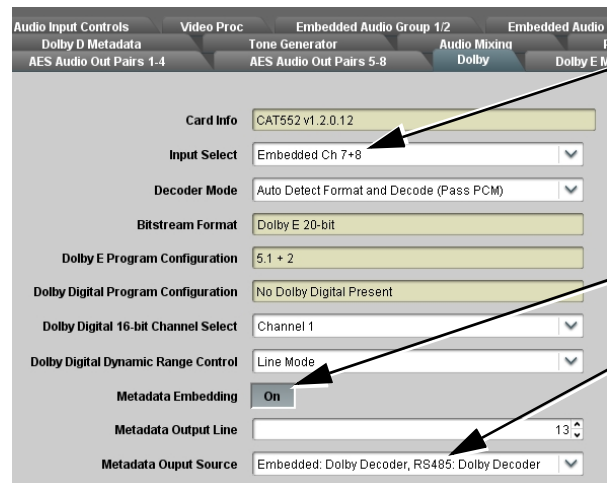 Audio Input Controls Video Proc Embedded Audio Group 1/2 Embedded Audio
Dolby D Metadata Tone Generator Audio Mixing
AES Audio Out Pairs 1-4 AES Audio Out Pairs 5-8 Dolby Dolby E M
Card Info CAT552 v1.2.0.12
Input Select Embedded Ch 7+8
Decoder Mode Auto Detect Format and Decode (Pass PCM)
Bitstream Format Dolby E 20-bit
Dolby E Program Configuration 5.1 + 2
Dolby Digital Program Configuration No Dolby Digital Present
Dolby Digital 16-bit Channel Select Channel 1
Dolby Digital Dynamic Range Control Line Mode
Metadata Embedding On
Metadata Output Line 13
Metadata Ouput Source Embedded: Dolby Decoder, RS485: Dolby Decoder